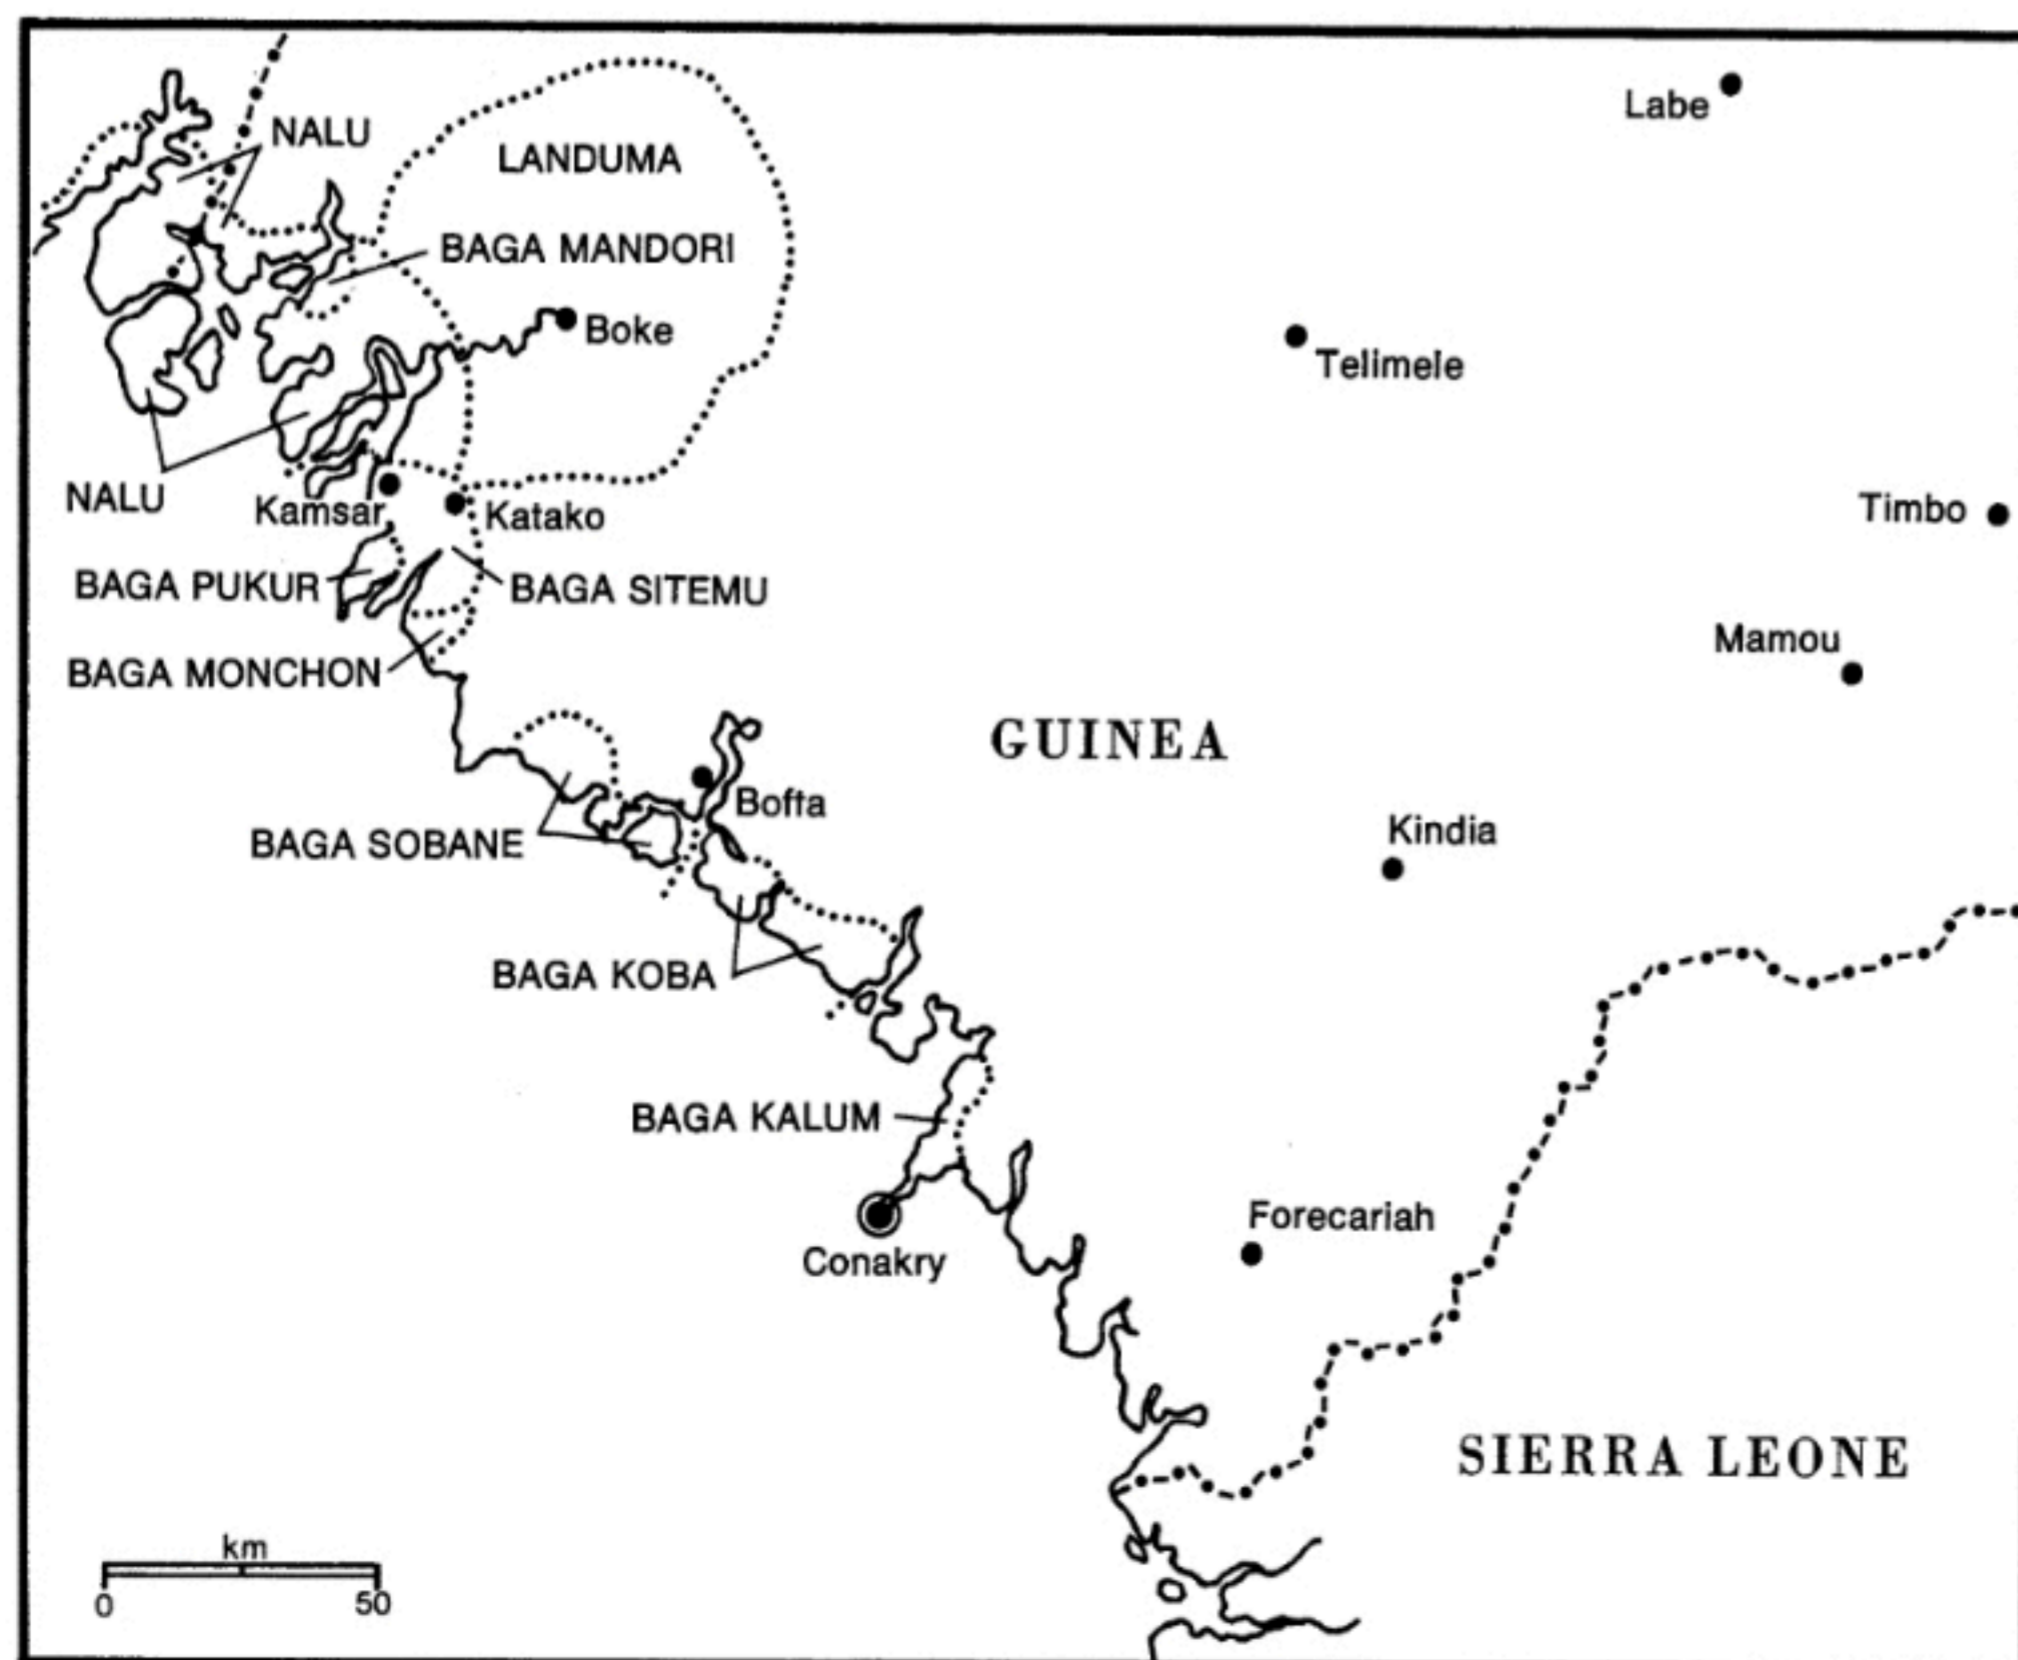 Labe
NALU
LANDUMA
BAGA MANDORI
Boke
Telimele
NALU
Kamsar
Katako
Timbo
BAGA PUKUR
BAGA SITEMU
Mamou
BAGA MONCHON
GUINEA
Boffa
Kindia
BAGA SOBANE
BAGA KOBA
BAGA KALUM
Forecariah
Conakry
SIERRA LEONE
km
0 50